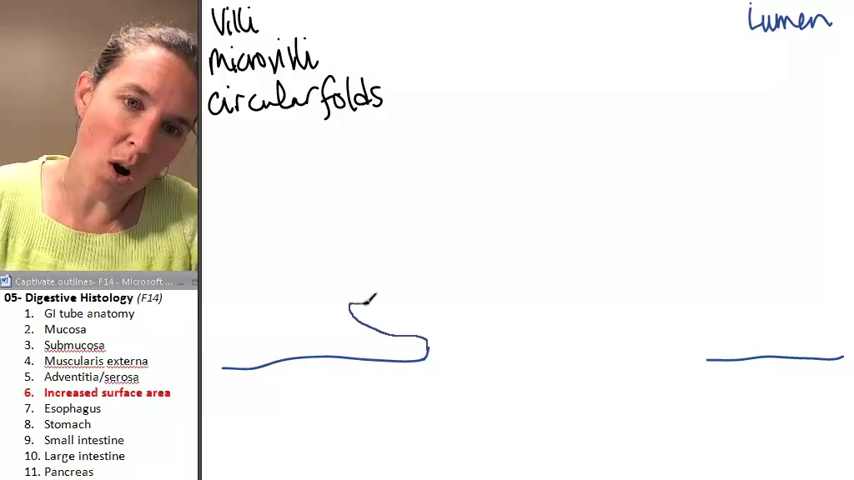 Villi
microvilli
circular folds
Lumen
Captivate outlines- F14 - Microsoft ...
05- Digestive Histology (F14)
1. GI tube anatomy
2. Mucosa
3. Submucosa
4. Muscularis externa
5. Adventitia/serosa
6. Increased surface area
7. Esophagus
8. Stomach
9. Small intestine
10. Large intestine
11. Pancreas